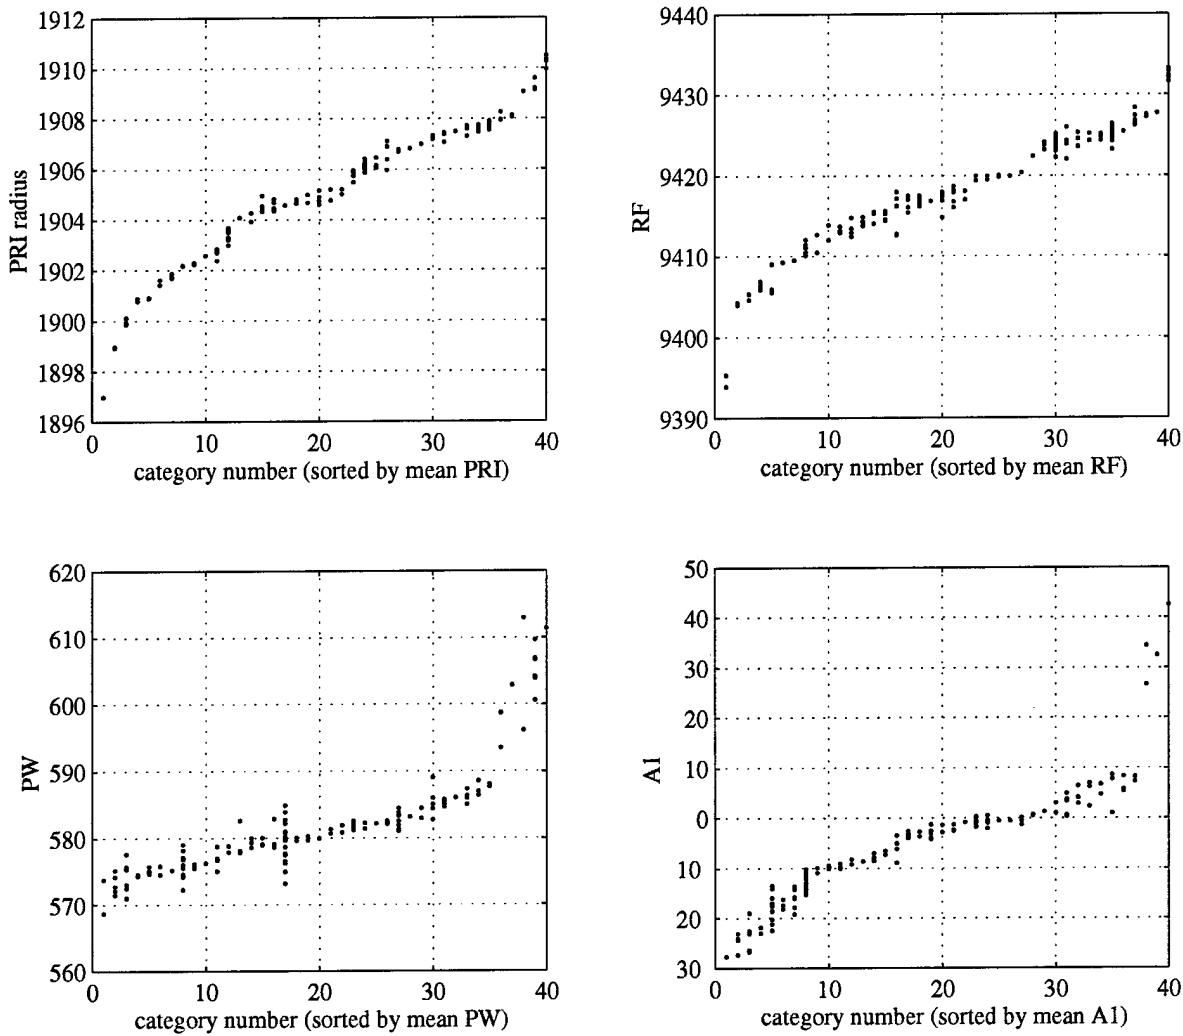 1912
1910
1908
1906
1904
1902
1900
1898
1896
PRI radius
0 10 20 30 40
category number (sorted by mean PRI)
9440
9430
9420
9410
9400
9390
RF
0 10 20 30 40
category number (sorted by mean RF)
620
610
600
590
580
570
560
PW
0 10 20 30 40
category number (sorted by mean PW)
50
40
30
20
10
0
10
20
30
A1
0 10 20 30 40
category number (sorted by mean A1)